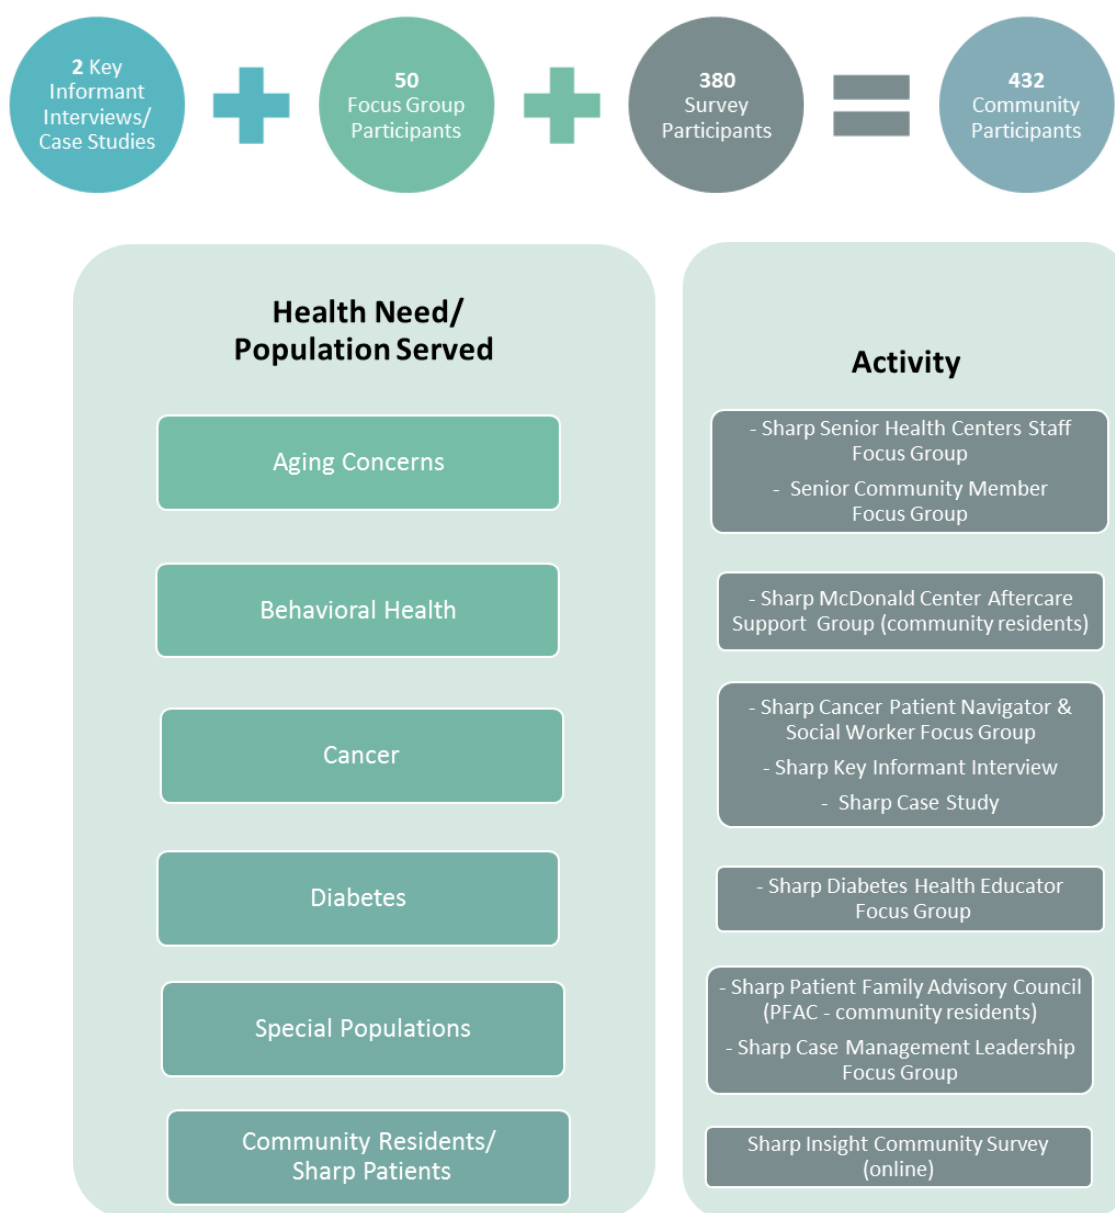 2 Key
Informant
Interviews/
Case Studies
50
Focus Group
Participants
380
Survey
Participants
432
Community
Participants
Health Need/
Population Served
Aging Concerns
Behavioral Health
Cancer
Diabetes
Special Populations
Community Residents/
Sharp Patients
Activity
- Sharp Senior Health Centers Staff
Focus Group
- Senior Community Member
Focus Group
- Sharp McDonald Center Aftercare
Support Group (community residents)
- Sharp Cancer Patient Navigator &
Social Worker Focus Group
- Sharp Key Informant Interview
- Sharp Case Study
- Sharp Diabetes Health Educator
Focus Group
- Sharp Patient Family Advisory Council
(PFAC - community residents)
- Sharp Case Management Leadership
Focus Group
Sharp Insight Community Survey
(online)